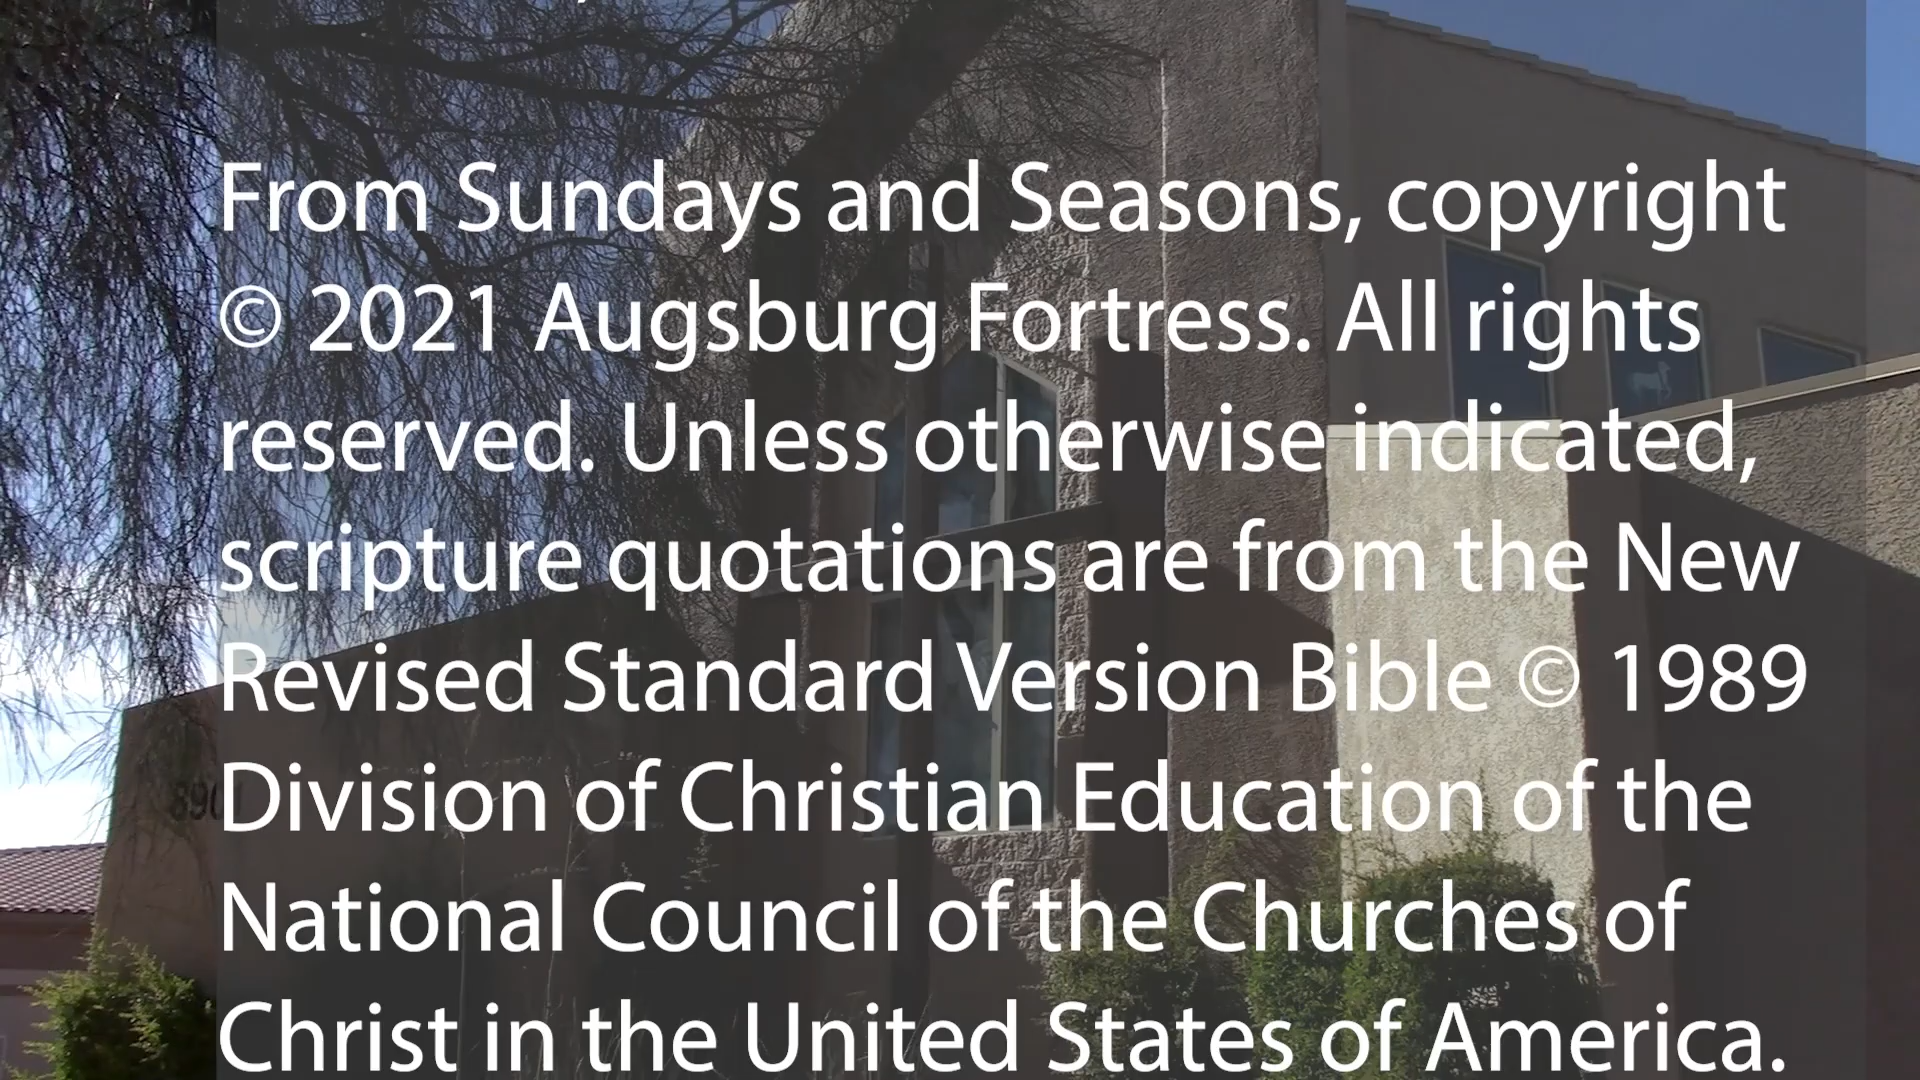 From Sundays and Seasons, copyright
© 2021 Augsburg Fortress. All rights
reserved. Unless otherwise indicated,
scripture quotations are from the New
Revised Standard Version Bible © 1989
Division of Christian Education of the
National Council of the Churches of
Christ in the United States of America.